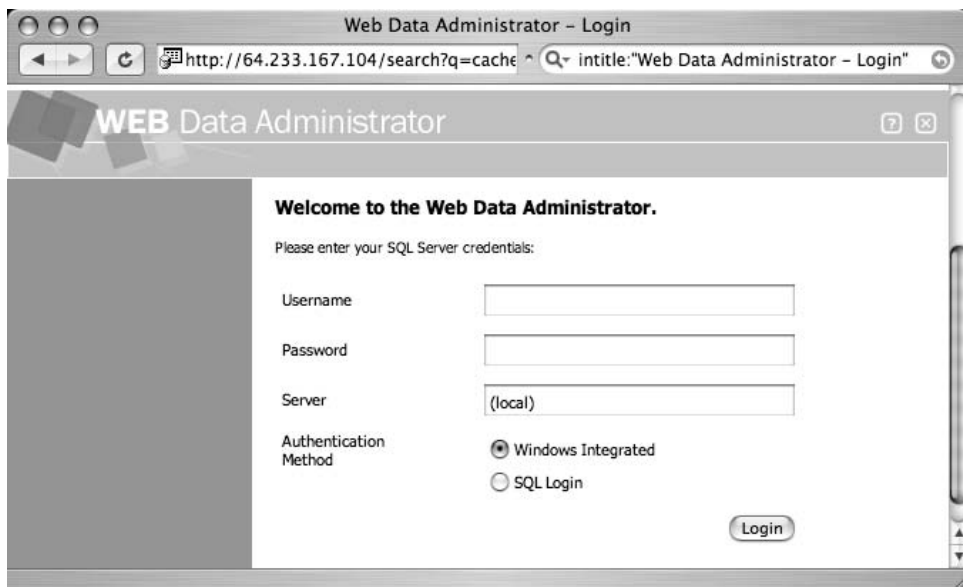 Web Data Administrator – Login
http://64.233.167.104/search?q=cache
intitle:"Web Data Administrator – Login"
WEB Data Administrator
Welcome to the Web Data Administrator.
Please enter your SQL Server credentials:
Username
Password
Server (local)
Authentication
Method
Windows Integrated
SQL Login
Login